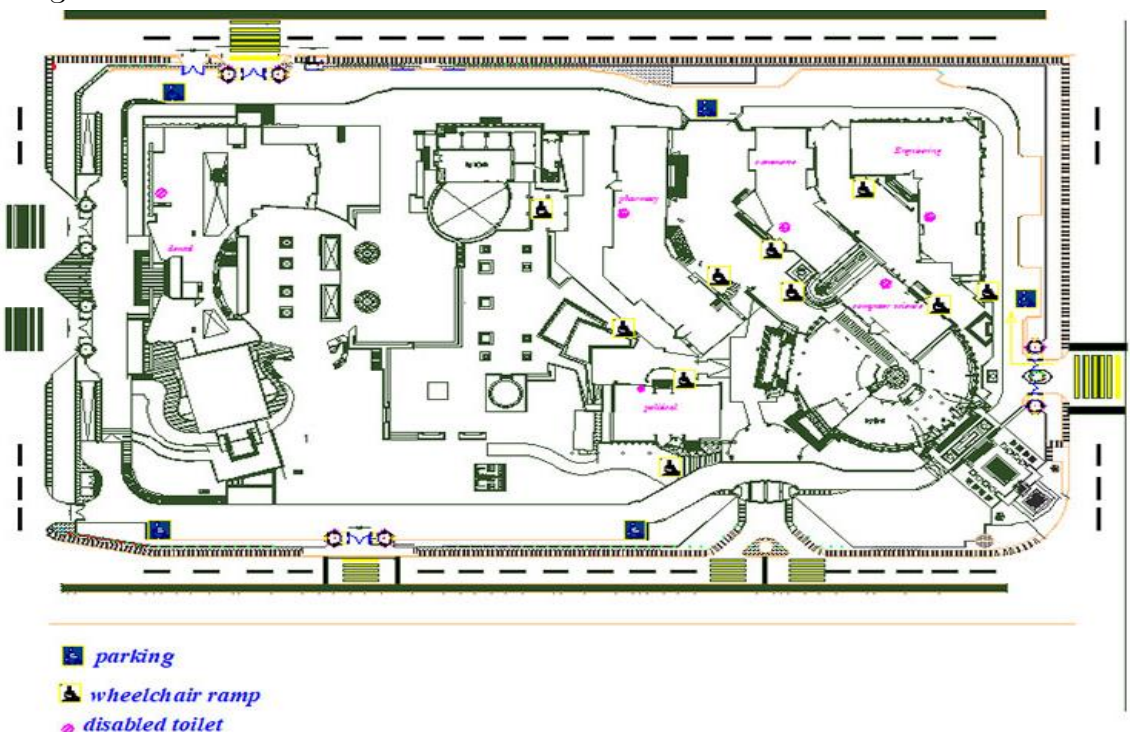 Engineering
commerce
pharmacy
dental
computer science
political
parking
wheelchair ramp
disabled toilet